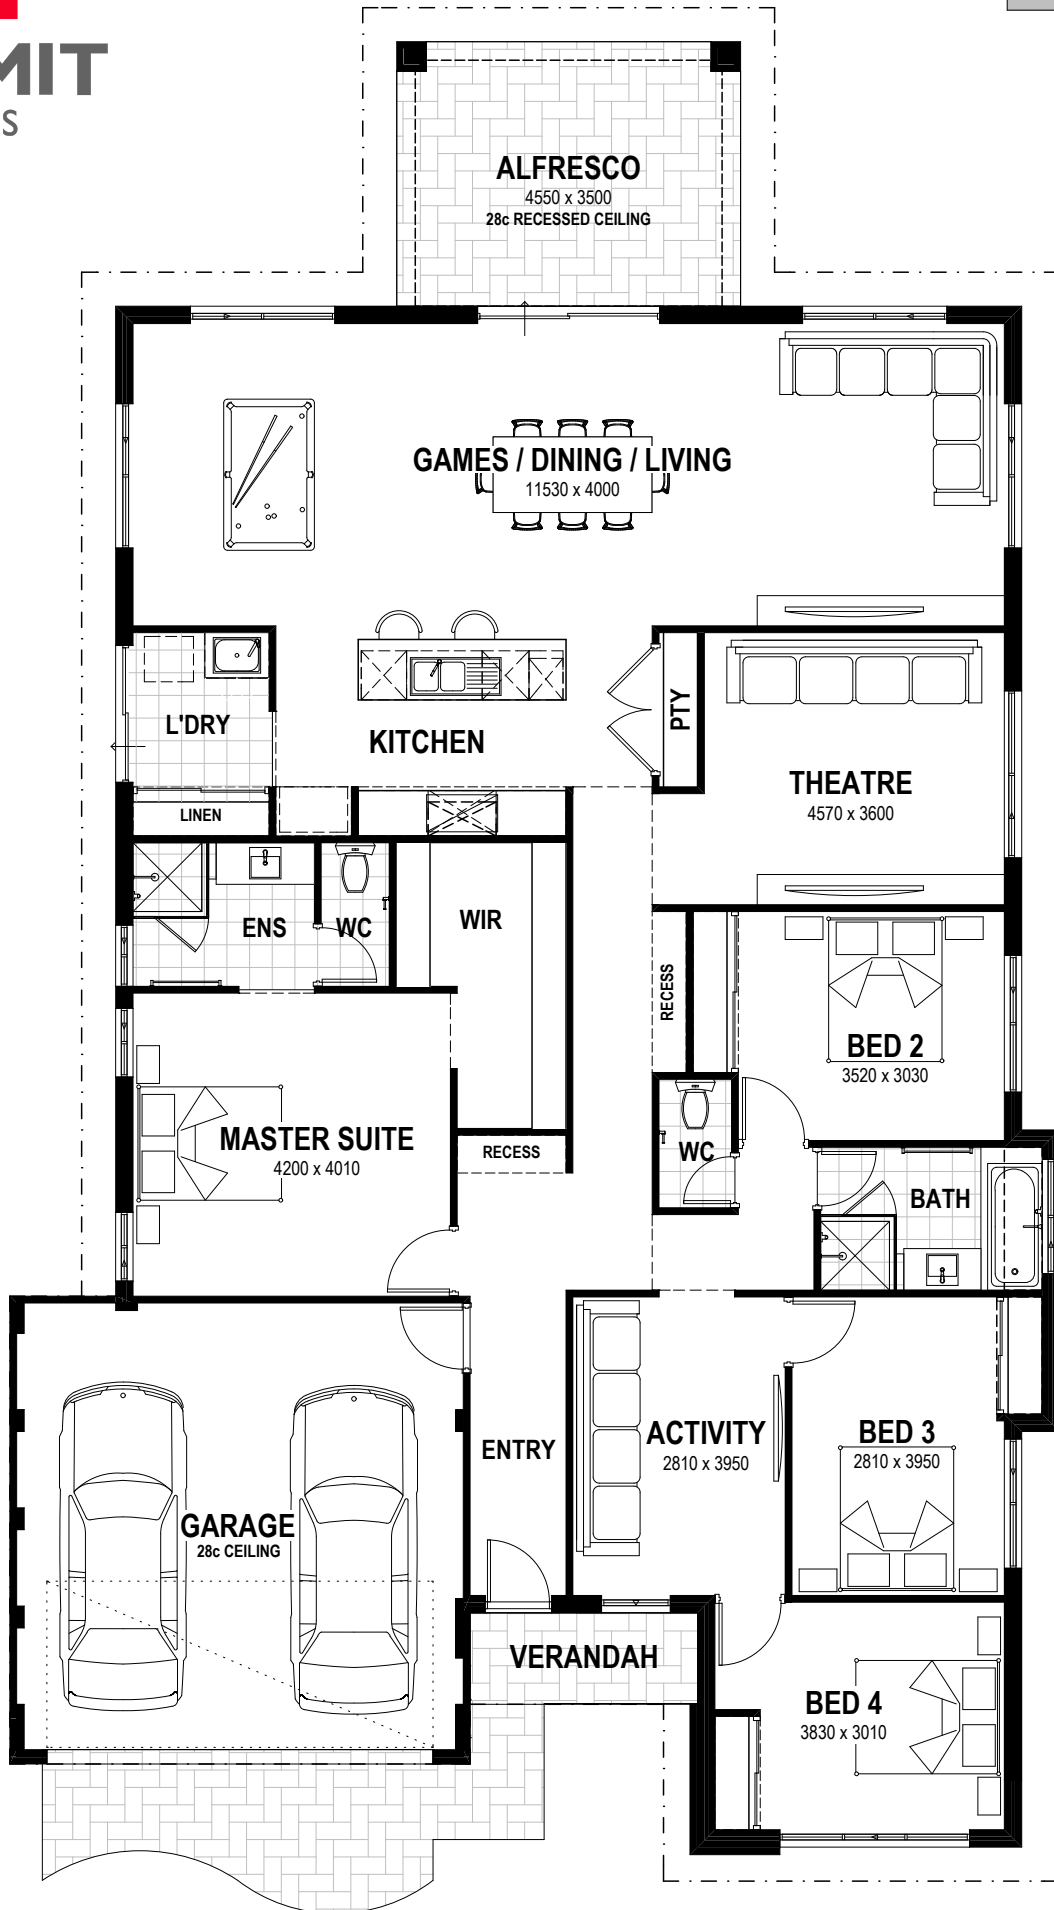 MIT
S
ALFRESCO
4550 x 3500
28c RECESSED CEILING
GAMES / DINING / LIVING
11530 x 4000
L'DRY
KITCHEN
PTY
THEATRE
4570 x 3600
LINEN
ENS
WC
WIR
RECESS
BED 2
3520 x 3030
MASTER SUITE
4200 x 4010
RECESS
WC
BATH
ENTRY
ACTIVITY
2810 x 3950
BED 3
2810 x 3950
GARAGE
28c CEILING
VERANDAH
BED 4
3830 x 3010